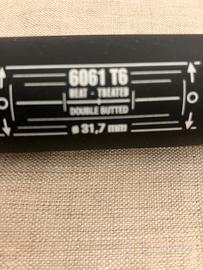 6061 T6
HEAT - TREATED
DOUBLE BUTTED
ø 31,7 mm